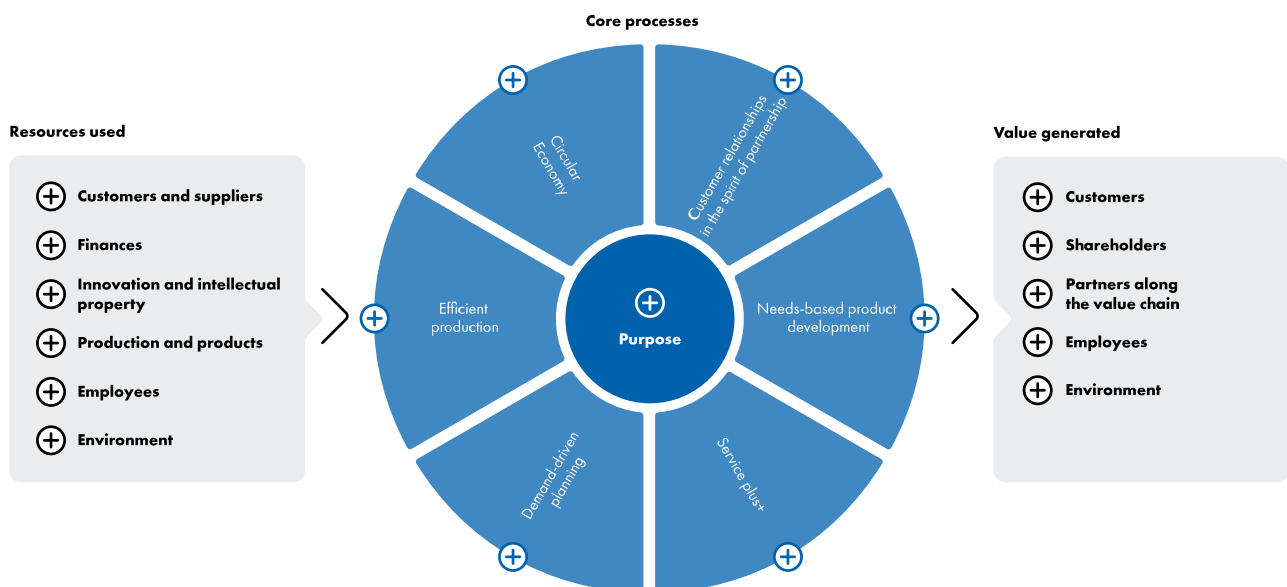 Core processes
Resources used
Customers and suppliers
Finances
Innovation and intellectual
property
Production and products
Employees
Environment
Circular
Economy
Customer relationships
in the spirit of partnership
Efficient
production
Purpose
Needs-based product
development
Demand-driven
planning
Service plus+
Value generated
Customers
Shareholders
Partners along
the value chain
Employees
Environment